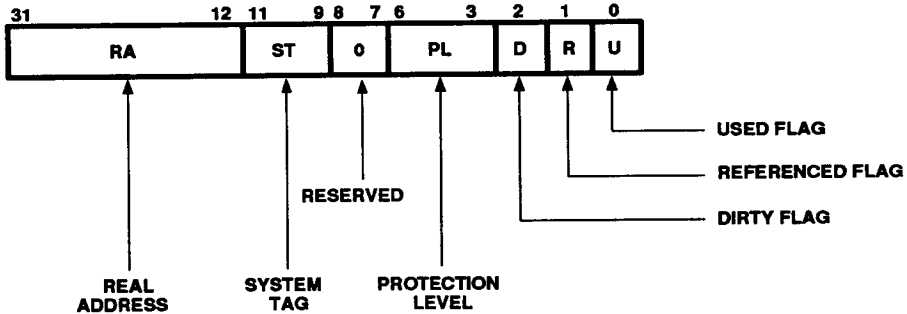 31 12 11 9 8 7 6 3 2 1 0
RA ST 0 PL D R U
USED FLAG
REFERENCED FLAG
RESERVED
DIRTY FLAG
REAL ADDRESS
SYSTEM TAG
PROTECTION LEVEL